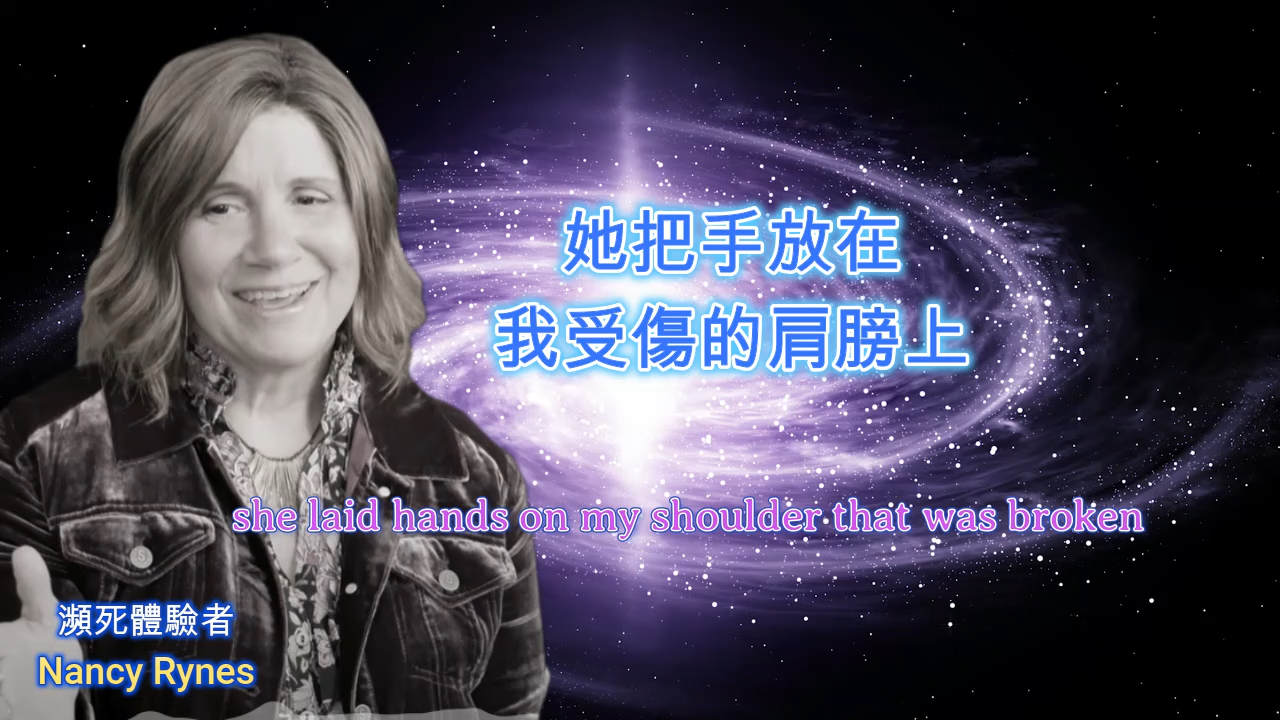 她把手放在
我受傷的肩膀上
she laid hands on my shoulder that was broken
瀕死體驗者
Nancy Rynes